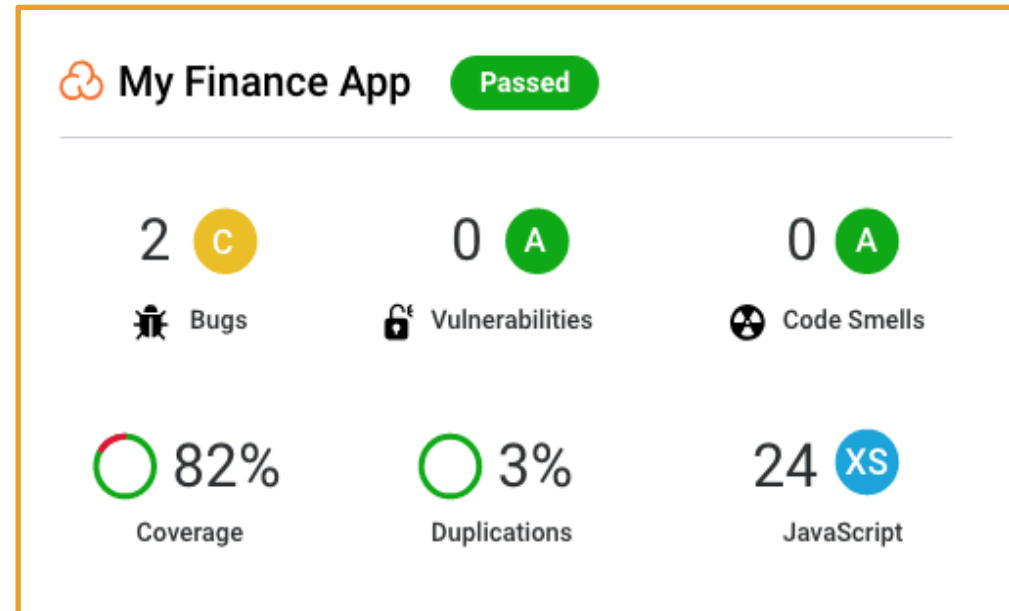 My Finance App Passed
2 C 0 A 0 A
Bugs Vulnerabilities Code Smells
82% 3% 24 XS
Coverage Duplications JavaScript